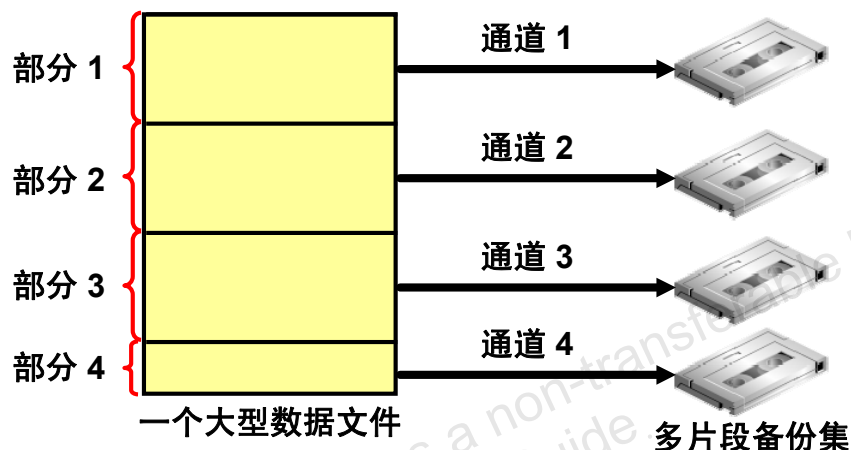 部分 1
通道 1
部分 2
通道 2
部分 3
通道 3
部分 4
通道 4
一个大型数据文件
多片段备份集
s a non-transferable